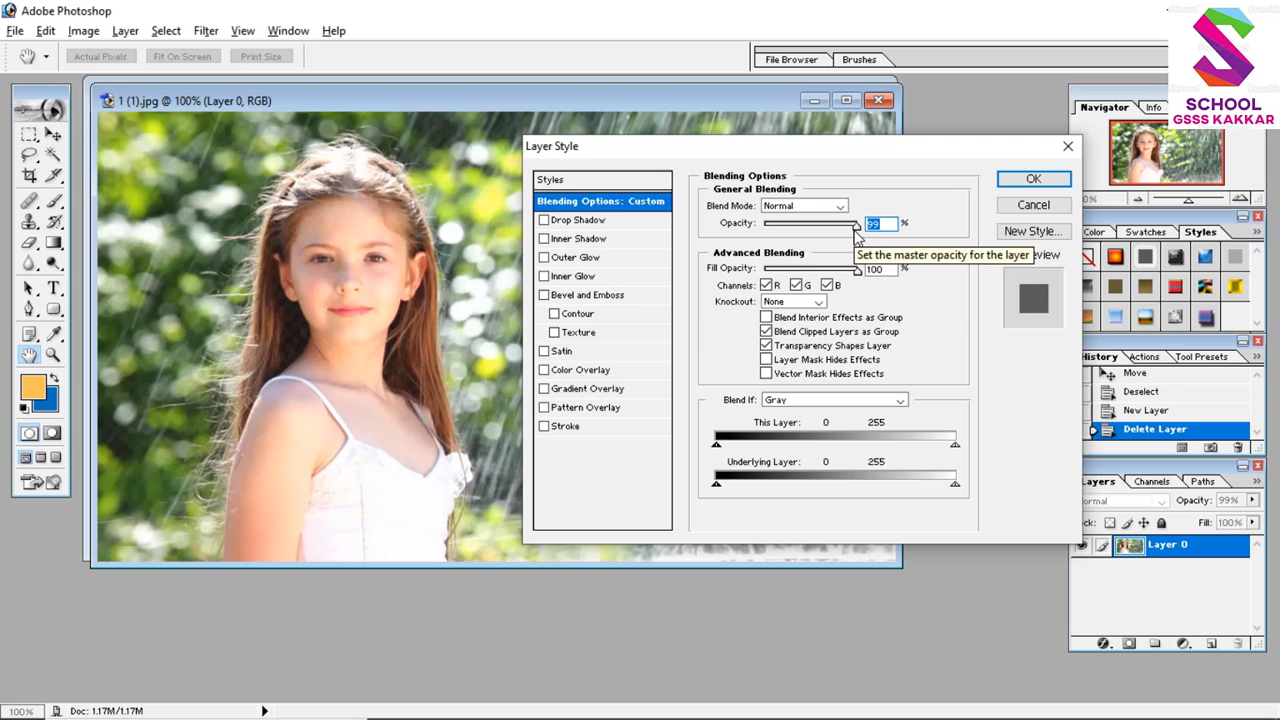 Adobe Photoshop
File Edit Image Layer Select Filter View Window Help
Actual Pixels Fit On Screen Print Size
File Browser Brushes
SCHOOL
GSSS KAKKAR
1 (1).jpg @ 100% (Layer 0, RGB)
Layer Style
Styles
Blending Options: Custom
Drop Shadow
Inner Shadow
Outer Glow
Inner Glow
Bevel and Emboss
Contour
Texture
Satin
Color Overlay
Gradient Overlay
Pattern Overlay
Stroke
Blending Options
General Blending
Blend Mode: Normal
Opacity: 99 %
Set the master opacity for the layer
Advanced Blending
Fill Opacity: 100 %
Channels: R G B
Knockout: None
Blend Interior Effects as Group
Blend Clipped Layers as Group
Transparency Shapes Layer
Layer Mask Hides Effects
Vector Mask Hides Effects
Blend If: Gray
This Layer: 0 255
Underlying Layer: 0 255
OK
Cancel
New Style...
eview
Navigator Info
0%
Color Swatches Styles
History Actions Tool Presets
Move
Deselect
New Layer
Delete Layer
Layers Channels Paths
ormal Opacity: 99%
ock: Fill: 100%
Layer 0
100% Doc: 1.17M/1.17M